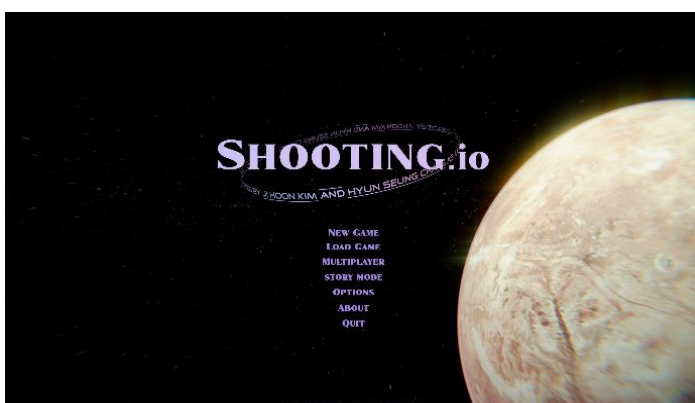 SHOOTING.io
J.HOON KIM AND HYUN SEUNG
NEW GAME
LOAD GAME
MULTIPLAYER
STORY MODE
OPTIONS
ABOUT
QUIT